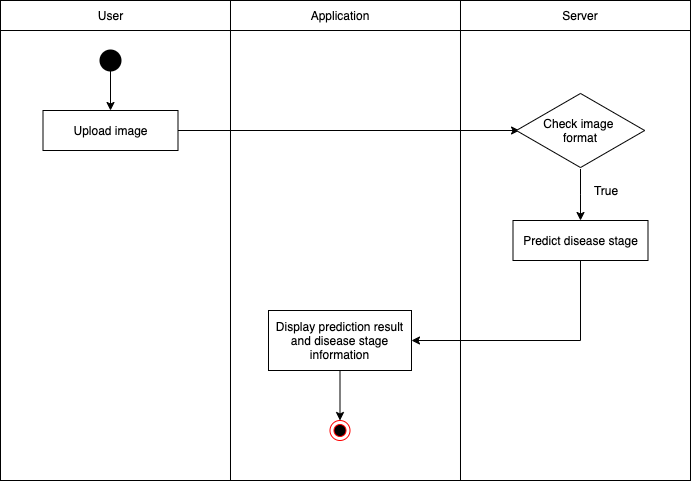 User
Application
Server
Upload image
Check image
format
True
Predict disease stage
Display prediction result
and disease stage
information